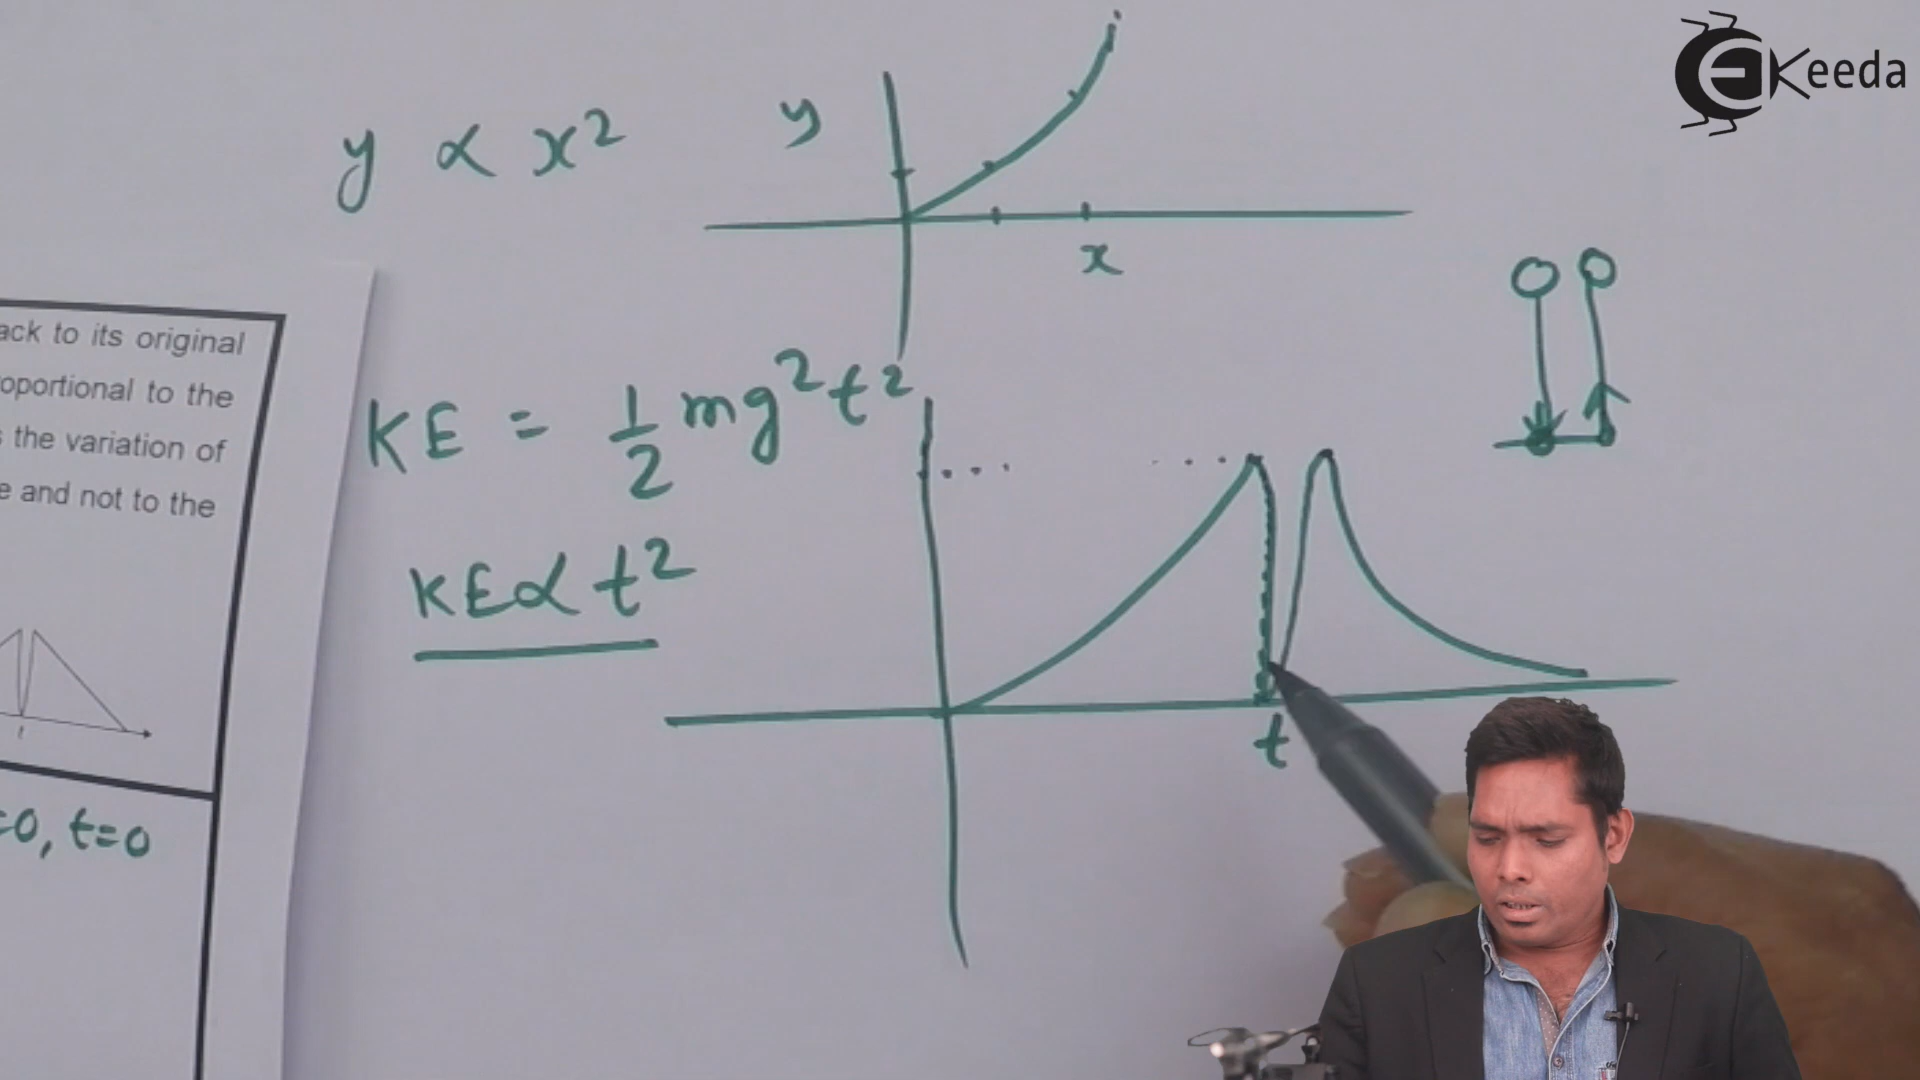 Keeda
y ∝ x²
y
x
ack to its original
oportional to the
the variation of
e and not to the
t
KE = 1/2 mg²t²
KE ∝ t²
t
=0, t=0